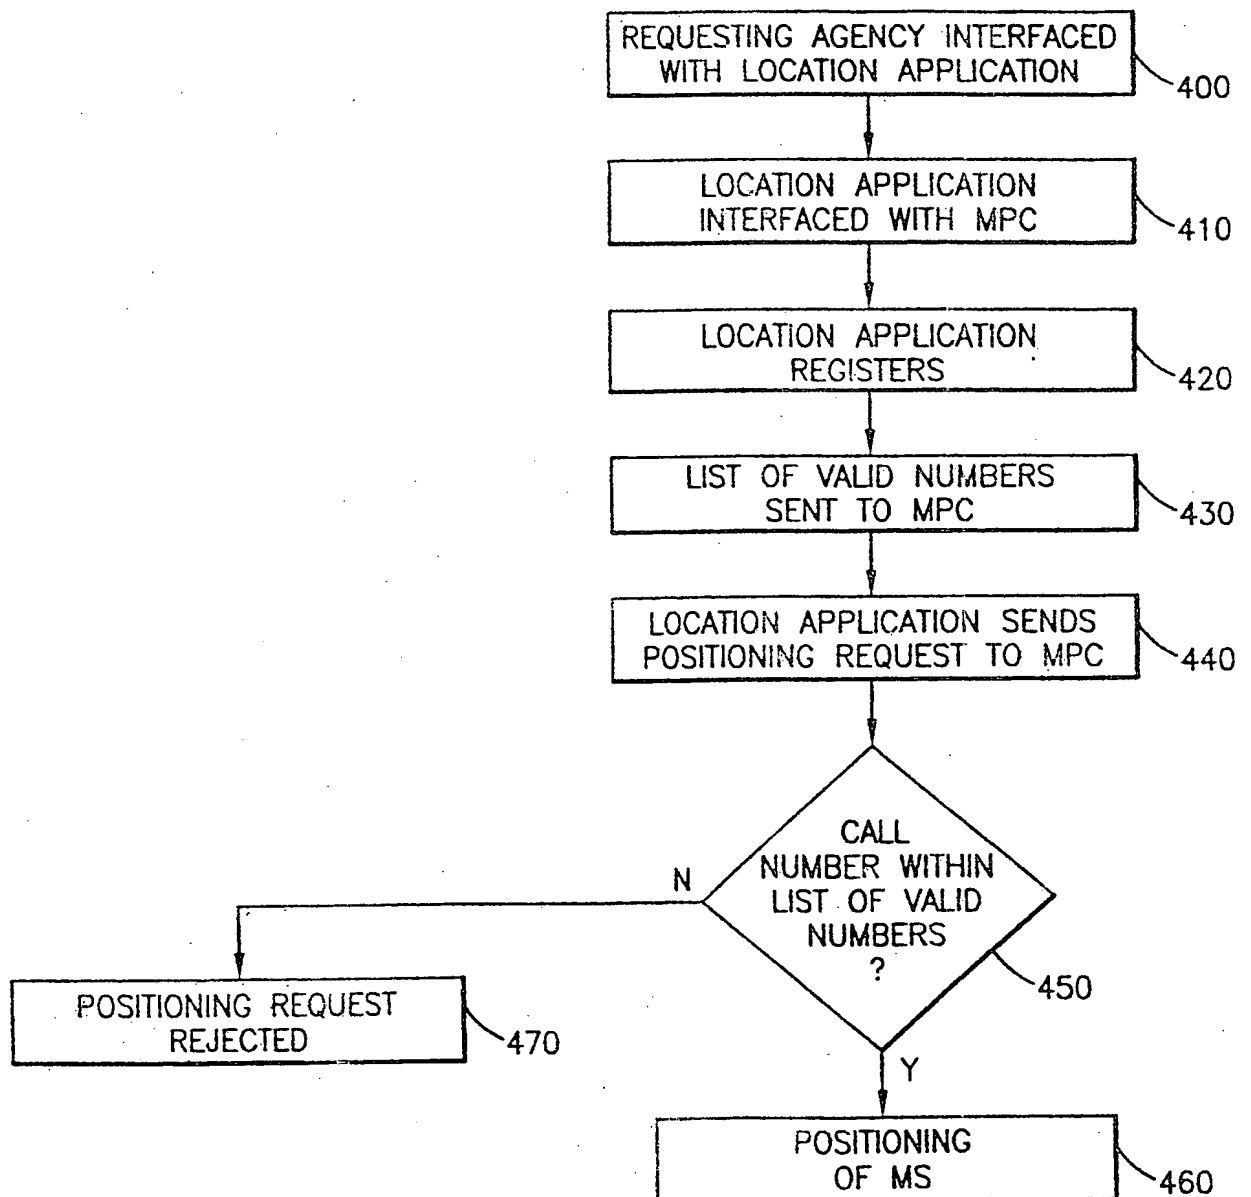 REQUESTING AGENCY INTERFACED
WITH LOCATION APPLICATION
400
LOCATION APPLICATION
INTERFACED WITH MPC
410
LOCATION APPLICATION
REGISTERS
420
LIST OF VALID NUMBERS
SENT TO MPC
430
LOCATION APPLICATION SENDS
POSITIONING REQUEST TO MPC
440
CALL
NUMBER WITHIN
LIST OF VALID
NUMBERS
?
450
N
POSITIONING REQUEST
REJECTED
470
Y
POSITIONING
OF MS
460